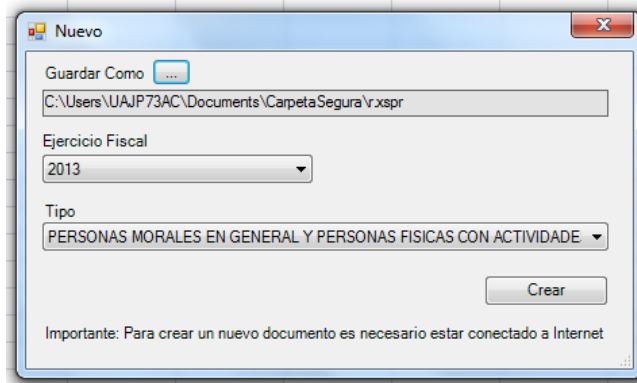 Nuevo
Guardar Como ...
C:\Users\UAJP73AC\Documents\CarpetaSegura\r.xspr
Ejercicio Fiscal
2013
Tipo
PERSONAS MORALES EN GENERAL Y PERSONAS FISICAS CON ACTIVIDADE
Crear
Importante: Para crear un nuevo documento es necesario estar conectado a Internet